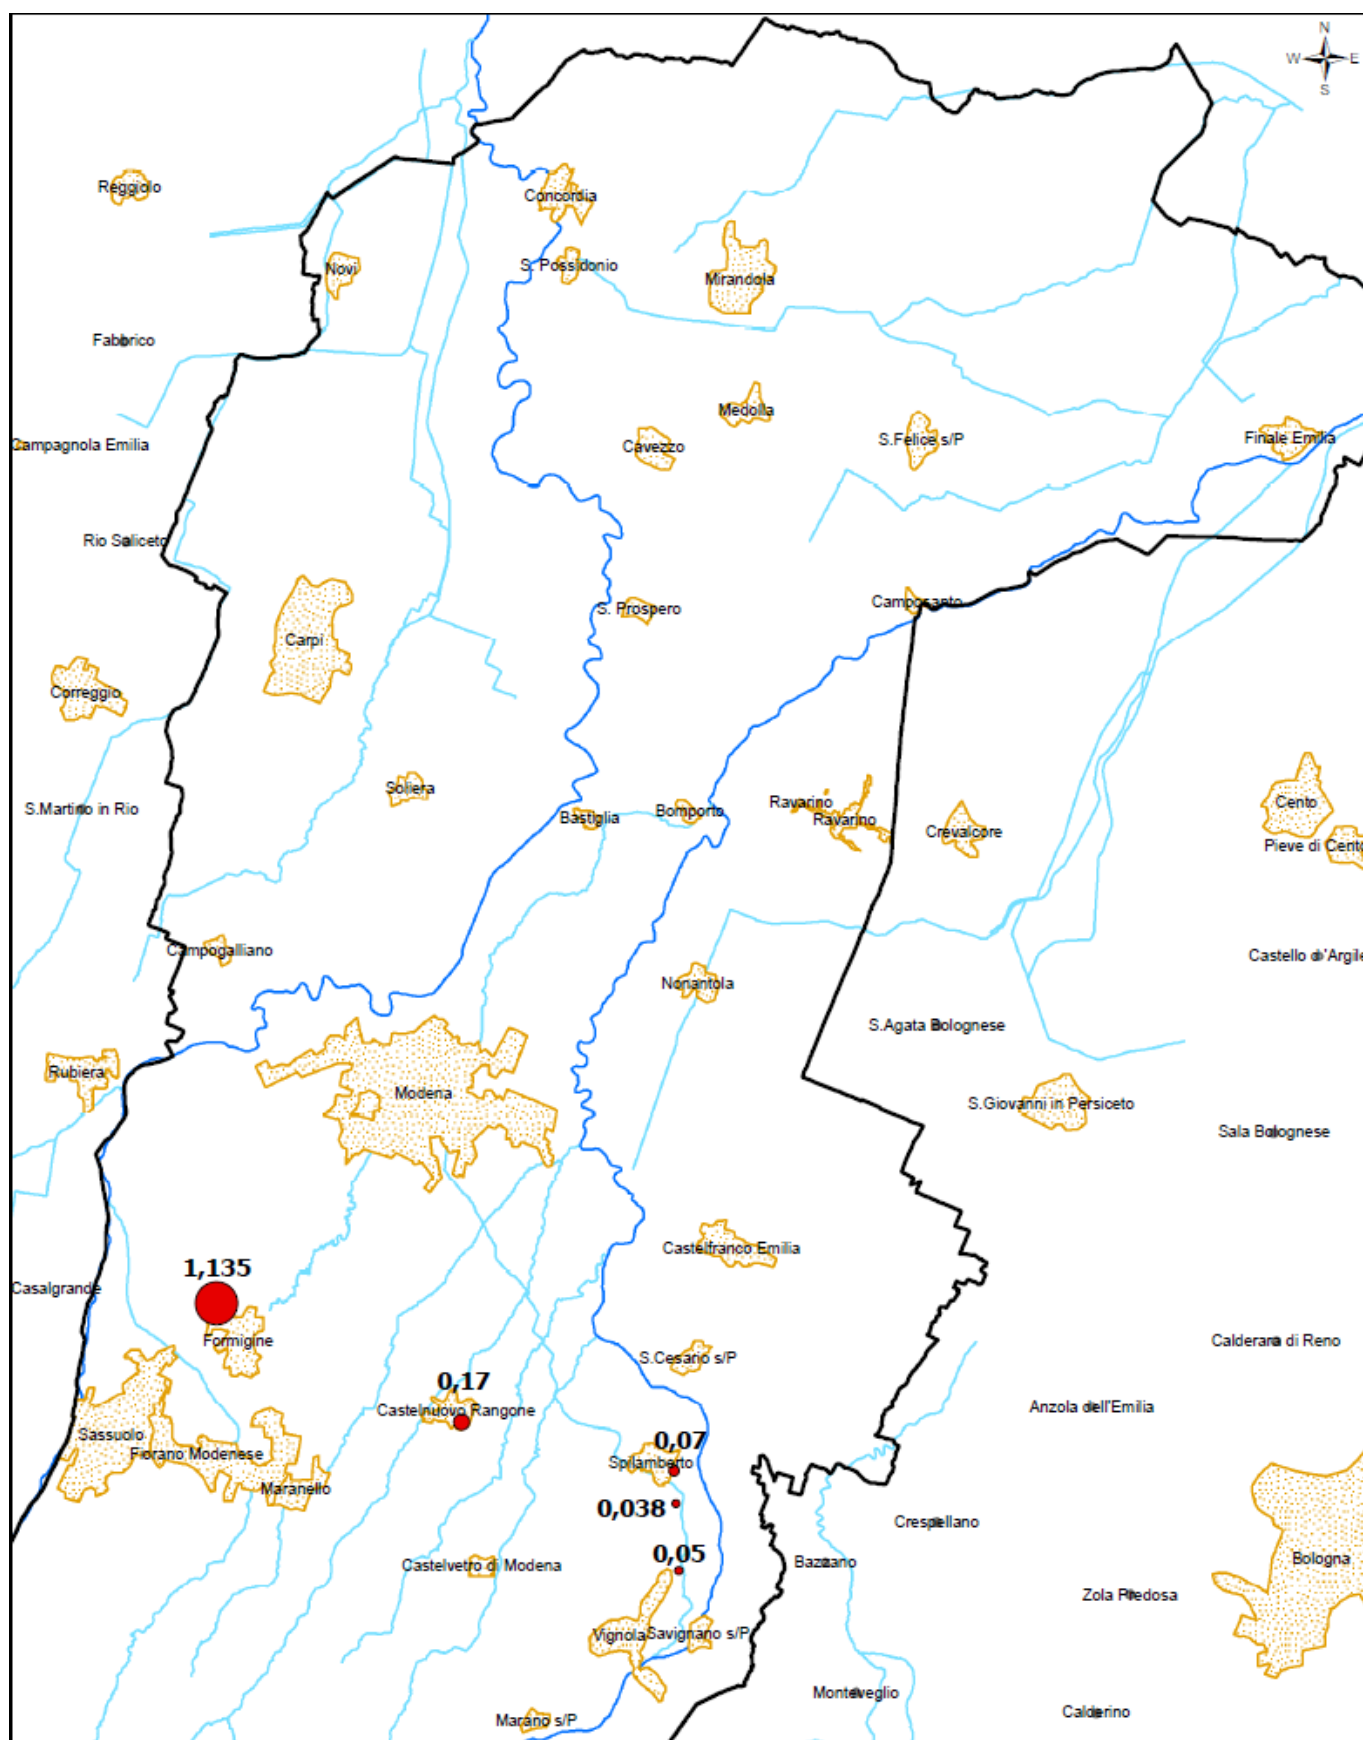 N
W E
S
Reggiolo
Concordia
Novi
S. Possidonio
Mirandola
Fabbrico
Medolla
Campagnola Emilia
Cavezzo
S.Felice s/P
Finale Emilia
Rio Saliceto
S. Prospero
Camposanto
Carpi
Correggio
Soliera
S.Martino in Rio
Bastiglia
Bomporto
Ravarino
Ravarino
Crevalcore
Cento
Pieve di Cento
Campogalliano
Castello d'Argile
Nonantola
S.Agata Bolognese
Rubiera
Modena
S.Giovanni in Persiceto
Sala Bolognese
Castelfranco Emilia
1,135
Casalgrande
Formigine
Calderara di Reno
S.Cesario s/P
0,17
Castelnuovo Rangone
Anzola dell'Emilia
Sassuolo
Fiorano Modenese
0,07
Spilamberto
Maranello
0,038
Crespellano
0,05
Castelvetro di Modena
Bazzano
Bologna
Zola Predosa
Vignola
Savignano s/P
Monteveglio
Calderino
Marano s/P